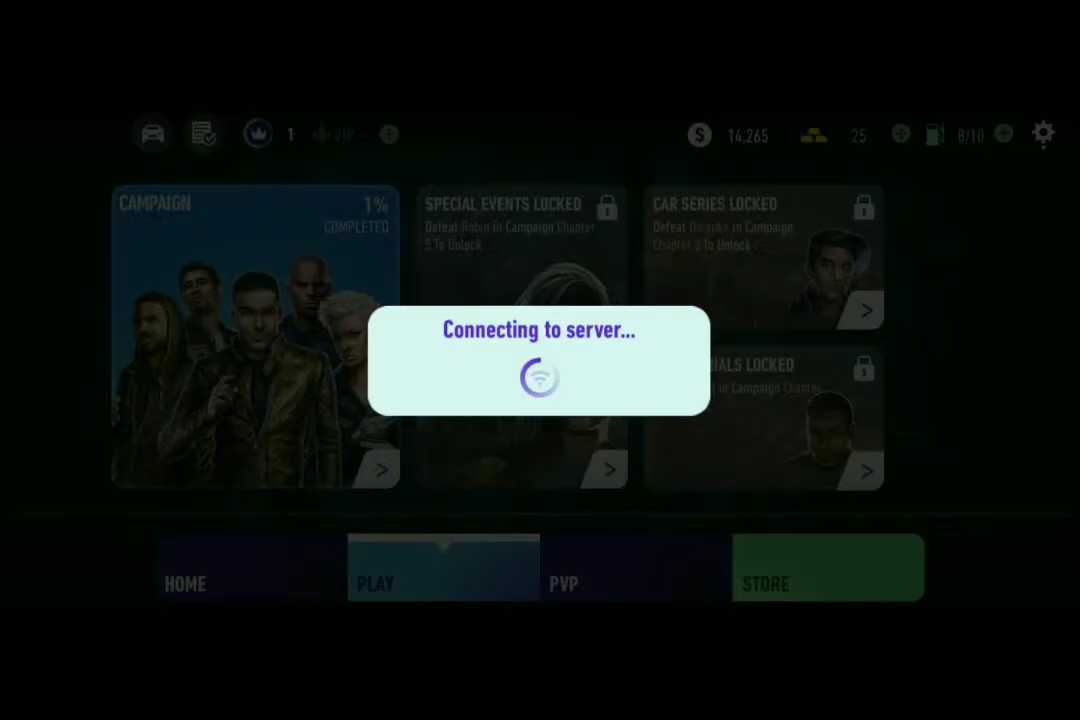 1
VIP
14,265
25
8/10
CAMPAIGN
1%
COMPLETED
SPECIAL EVENTS LOCKED
Defeat Robin in Campaign Chapter
5 To Unlock
CAR SERIES LOCKED
Defeat Daisuke in Campaign
Chapter 3 To Unlock
Connecting to server...
LOCKED
in Campaign Chapter
HOME
PLAY
PVP
STORE